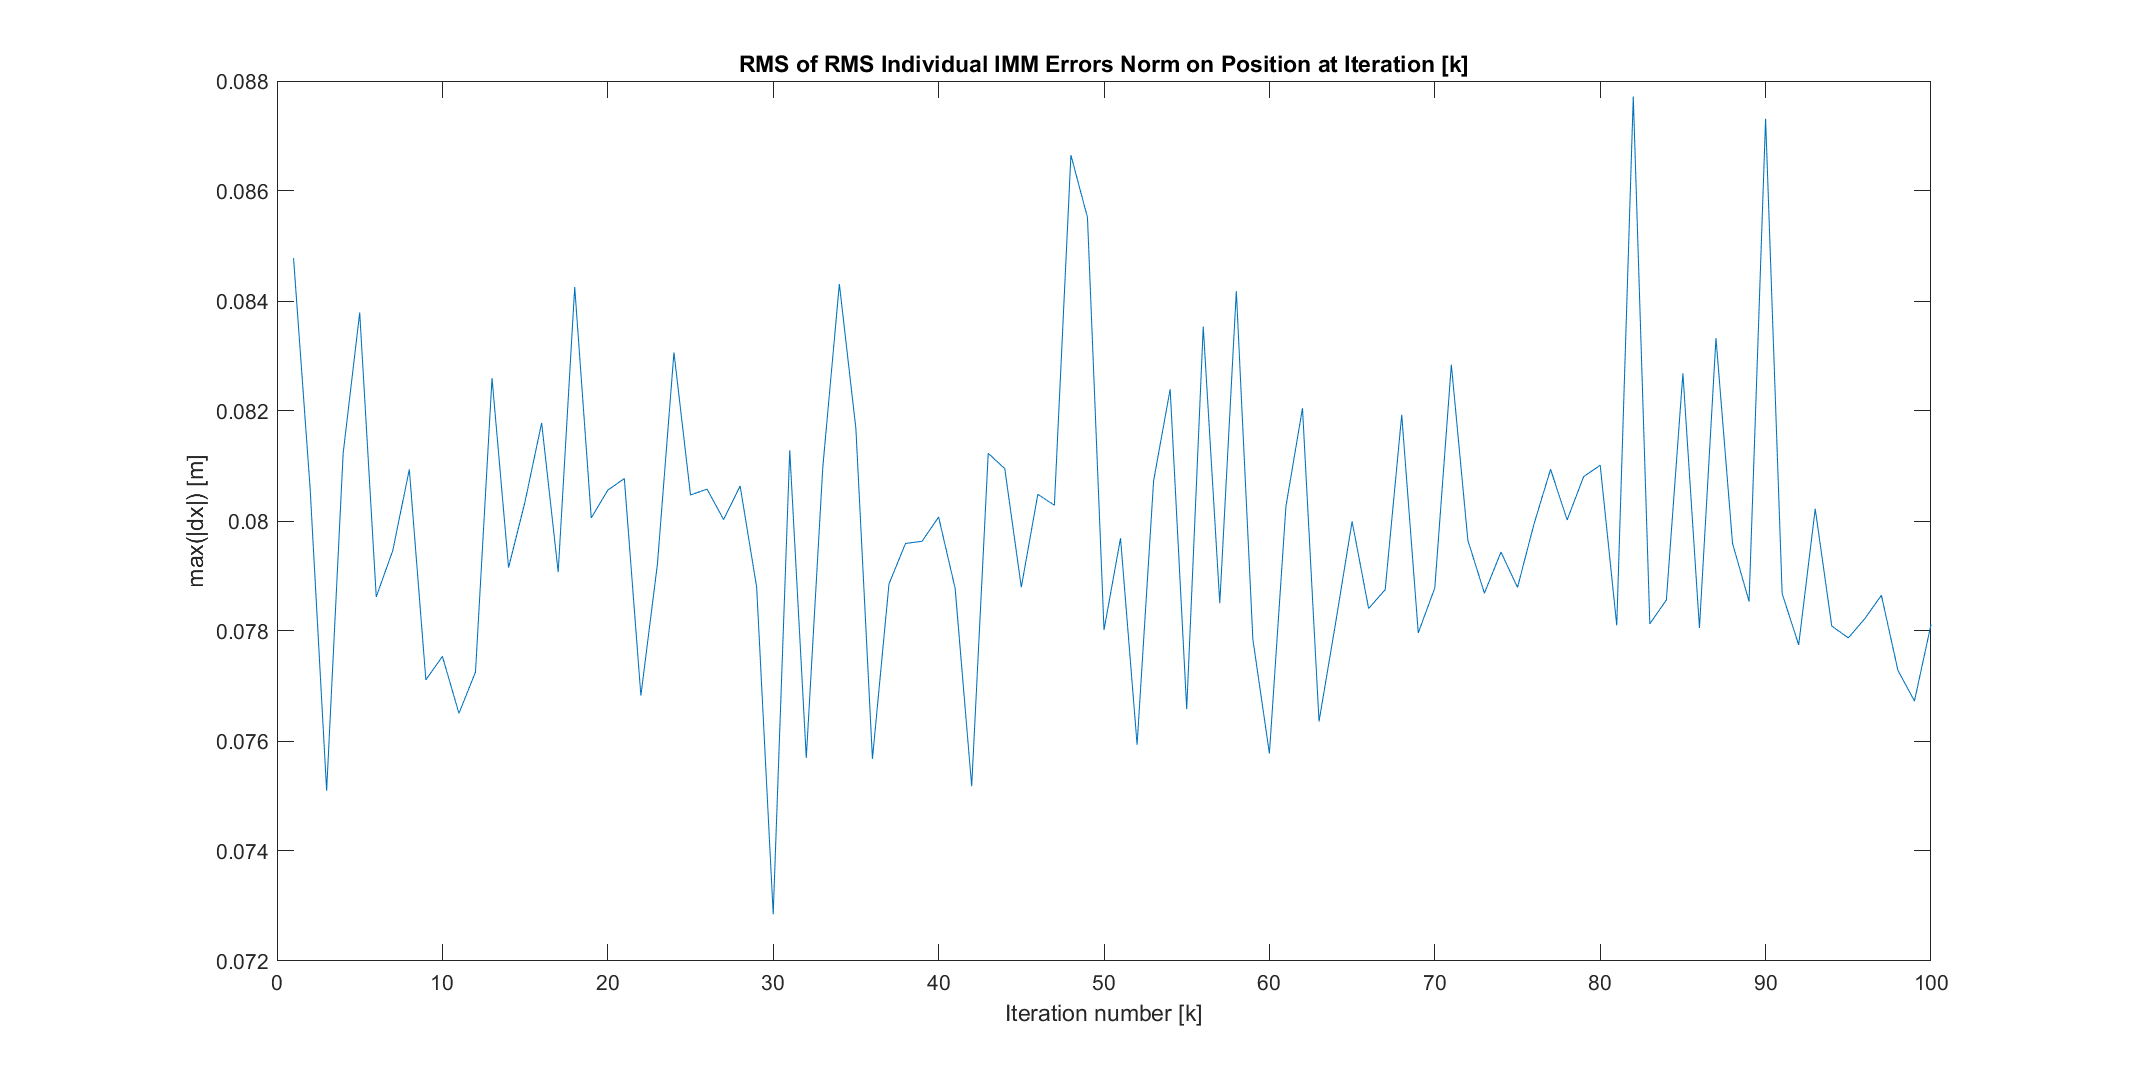 RMS of RMS Individual IMM Errors Norm on Position at Iteration [k]
0.088
0.086
0.084
0.082
0.08
0.078
0.076
0.074
0.072
max(|dx|) [m]
0 10 20 30 40 50 60 70 80 90 100
Iteration number [k]